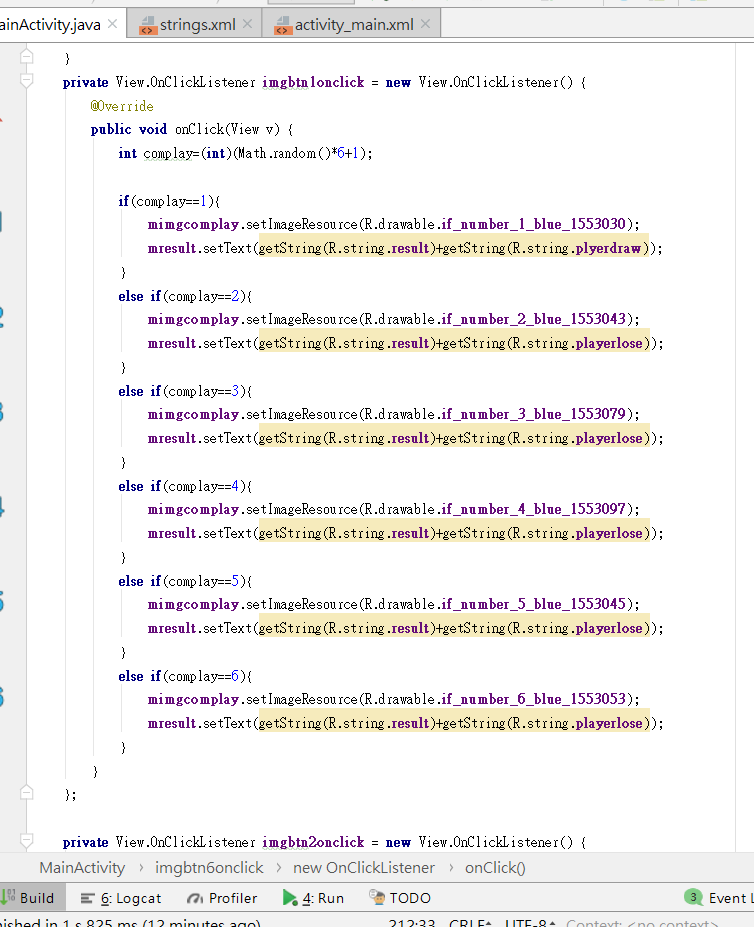 ainActivity.java × strings.xml × activity_main.xml ×
}
private View.OnClickListener imgbtn1onclick = new View.OnClickListener() {
@Override
public void onClick(View v) {
int complay=(int)(Math.random()*6+1);
if(complay==1){
mimgcomplay.setImageResource(R.drawable.if_number_1_blue_1553030);
mresult.setText(getString(R.string.result)+getString(R.string.plyerdraw));
}
else if(complay==2){
mimgcomplay.setImageResource(R.drawable.if_number_2_blue_1553043);
mresult.setText(getString(R.string.result)+getString(R.string.playerlose));
}
else if(complay==3){
mimgcomplay.setImageResource(R.drawable.if_number_3_blue_1553079);
mresult.setText(getString(R.string.result)+getString(R.string.playerlose));
}
else if(complay==4){
mimgcomplay.setImageResource(R.drawable.if_number_4_blue_1553097);
mresult.setText(getString(R.string.result)+getString(R.string.playerlose));
}
else if(complay==5){
mimgcomplay.setImageResource(R.drawable.if_number_5_blue_1553045);
mresult.setText(getString(R.string.result)+getString(R.string.playerlose));
}
else if(complay==6){
mimgcomplay.setImageResource(R.drawable.if_number_6_blue_1553053);
mresult.setText(getString(R.string.result)+getString(R.string.playerlose));
}
}
};
private View.OnClickListener imgbtn2onclick = new View.OnClickListener() {
MainActivity › imgbtn6onclick › new OnClickListener › onClick()
Build 6: Logcat Profiler 4: Run TODO 3 Event L
nished in 1 s 825 ms (12 minutes ago) 212:33 CRLF UTF-8 Context: <no context>